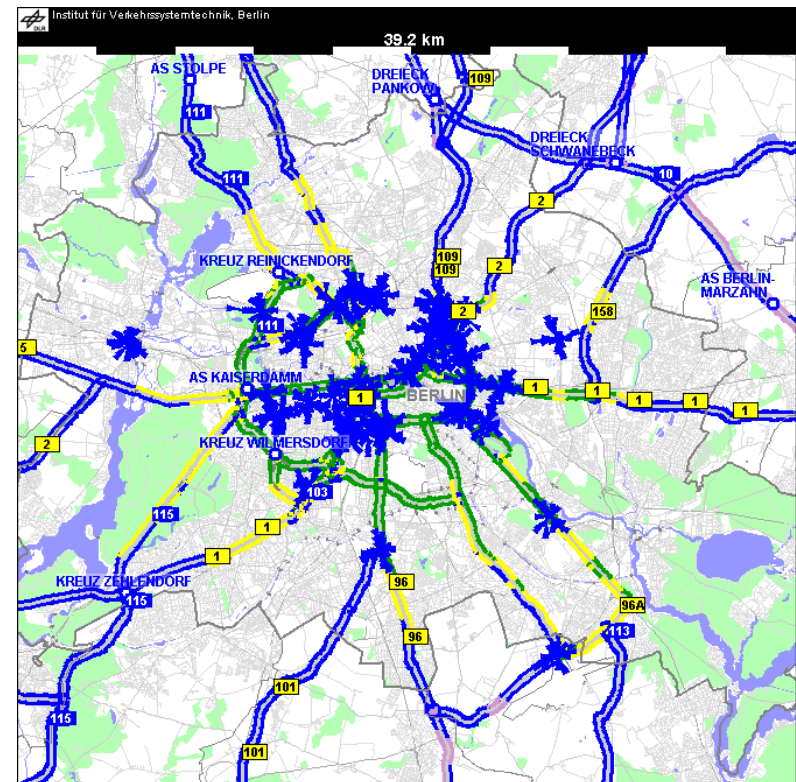 Institut für Verkehrssystemtechnik, Berlin
DLR
39.2 km
AS STOLPE
DREIECK
PANKOW
109
111
DREIECK
SCHWANEBECK
10
111
2
109
KREUZ REINICKENDORF
109
2
AS BERLIN-
MARZAHN
2
158
111
5
AS KAISERDAMM
1
BERLIN
1
1
1
1
1
2
KREUZ WILMERSDORF
103
115
1
KREUZ ZEHLENDORF
96
115
96A
96
113
101
115
101